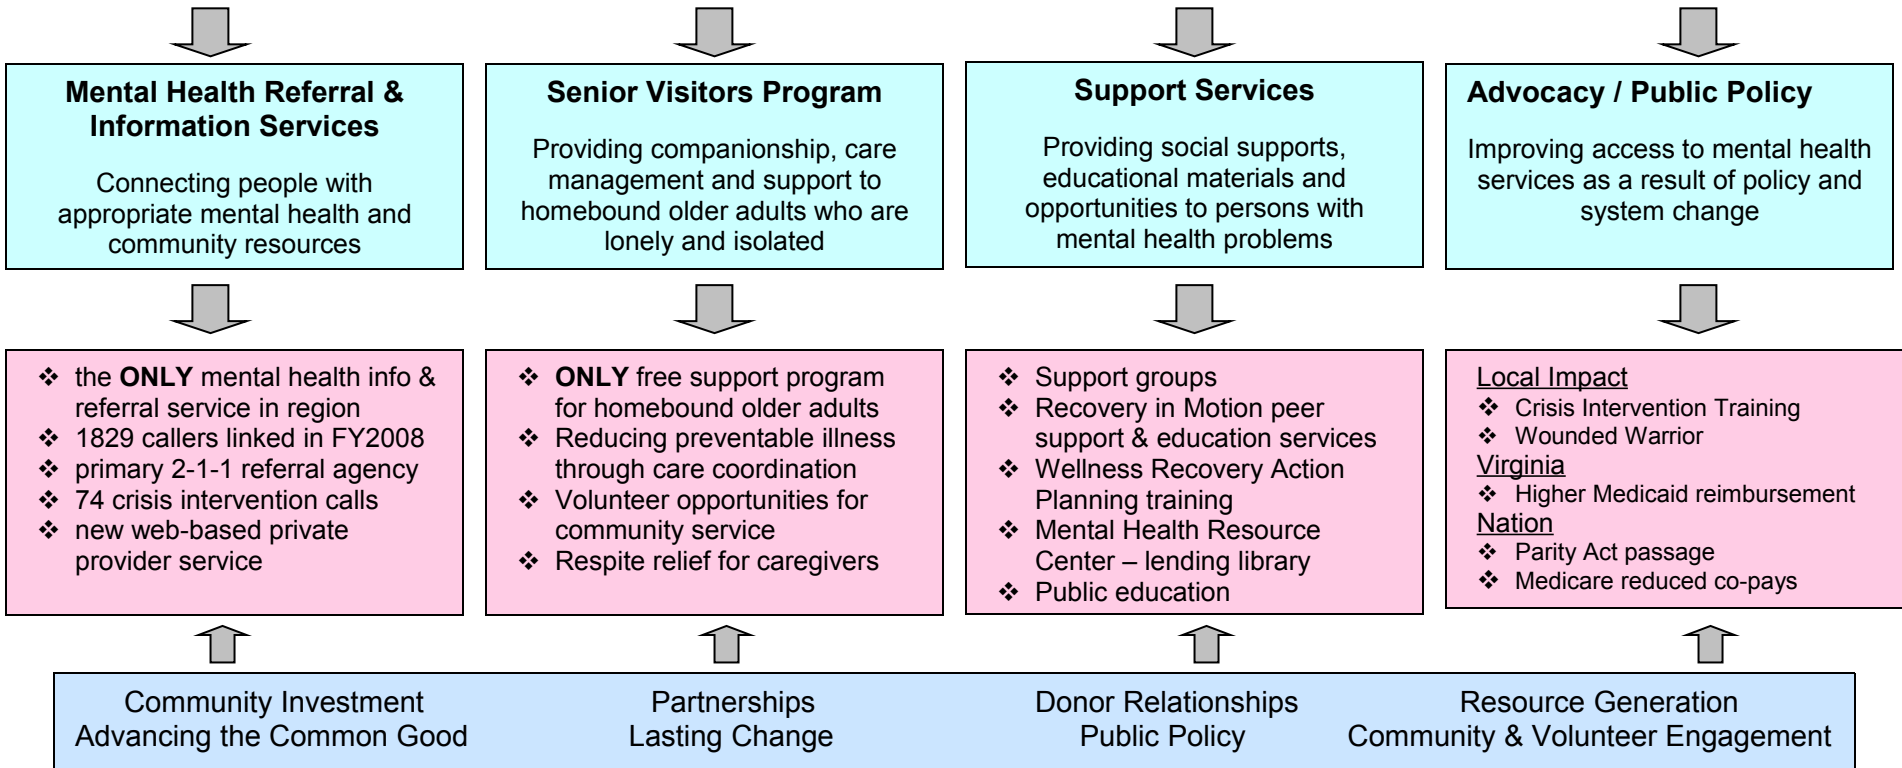 Mental Health Referral &
Information Services
Connecting people with
appropriate mental health and
community resources
Senior Visitors Program
Providing companionship, care
management and support to
homebound older adults who are
lonely and isolated
Support Services
Providing social supports,
educational materials and
opportunities to persons with
mental health problems
Advocacy / Public Policy
Improving access to mental health
services as a result of policy and
system change
❖ the ONLY mental health info &
referral service in region
❖ 1829 callers linked in FY2008
❖ primary 2-1-1 referral agency
❖ 74 crisis intervention calls
❖ new web-based private
provider service
❖ ONLY free support program
for homebound older adults
❖ Reducing preventable illness
through care coordination
❖ Volunteer opportunities for
community service
❖ Respite relief for caregivers
❖ Support groups
❖ Recovery in Motion peer
support & education services
❖ Wellness Recovery Action
Planning training
❖ Mental Health Resource
Center – lending library
❖ Public education
Local Impact
❖ Crisis Intervention Training
❖ Wounded Warrior
Virginia
❖ Higher Medicaid reimbursement
Nation
❖ Parity Act passage
❖ Medicare reduced co-pays
Community Investment
Advancing the Common Good
Partnerships
Lasting Change
Donor Relationships
Public Policy
Resource Generation
Community & Volunteer Engagement